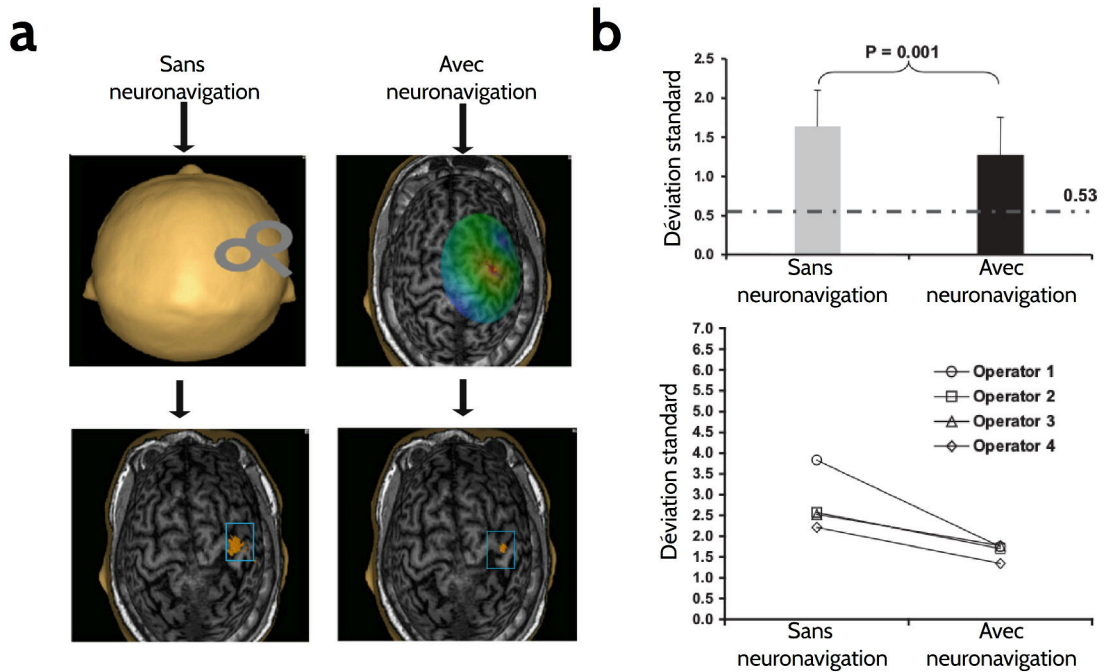 a
Sans
neuronavigation
Avec
neuronavigation
b
P = 0.001
Déviation standard
2.5
2.0
1.5
1.0
0.5
0.0
0.53
Sans
neuronavigation
Avec
neuronavigation
Déviation standard
7.0
6.5
6.0
5.5
5.0
4.5
4.0
3.5
3.0
2.5
2.0
1.5
1.0
0.5
0.0
Operator 1
Operator 2
Operator 3
Operator 4
Sans
neuronavigation
Avec
neuronavigation